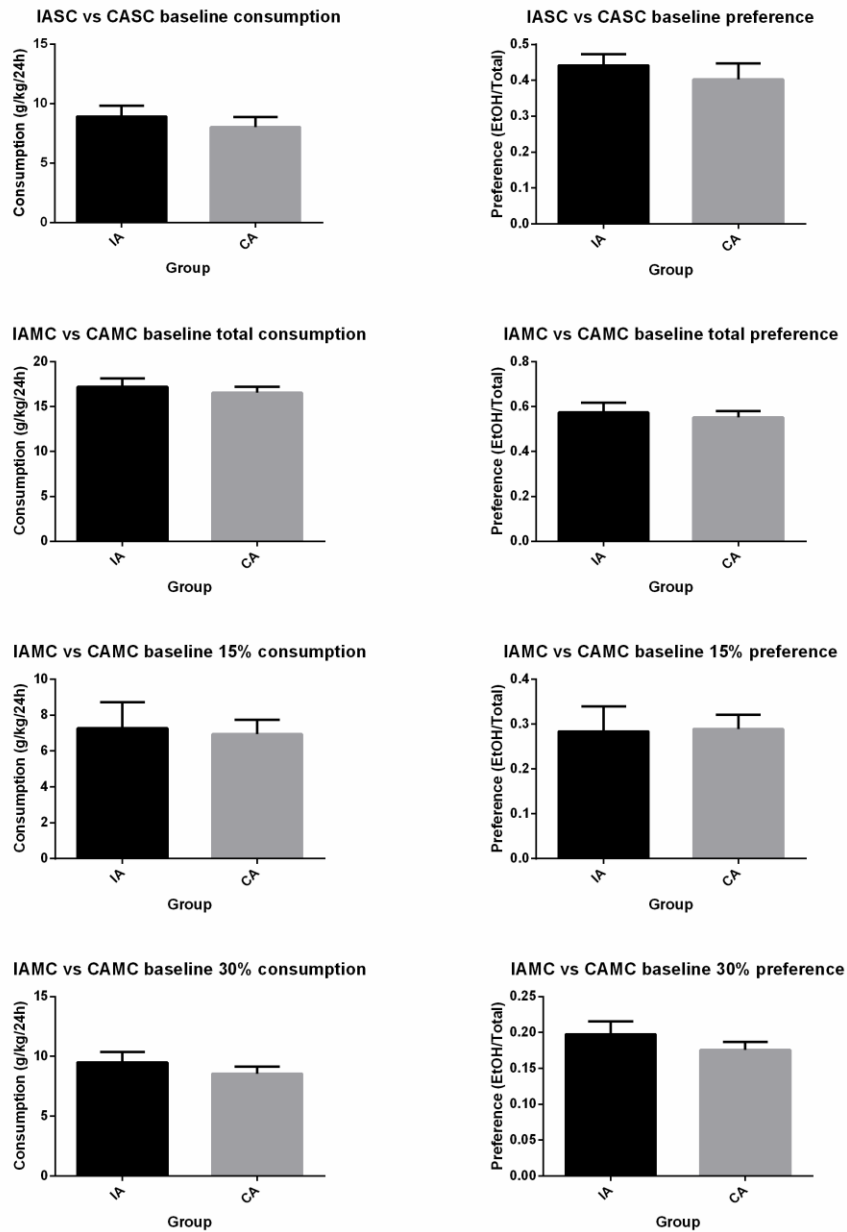 IASC vs CASC baseline consumption
Consumption (g/kg/24h)
15
10
5
0
IA
CA
Group
IASC vs CASC baseline preference
Preference (EtOH/Total)
0.5
0.4
0.3
0.2
0.1
0.0
IA
CA
Group
IAMC vs CAMC baseline total consumption
Consumption (g/kg/24h)
20
15
10
5
0
IA
CA
Group
IAMC vs CAMC baseline total preference
Preference (EtOH/Total)
0.8
0.6
0.4
0.2
0.0
IA
CA
Group
IAMC vs CAMC baseline 15% consumption
Consumption (g/kg/24h)
10
8
6
4
2
0
IA
CA
Group
IAMC vs CAMC baseline 15% preference
Preference (EtOH/Total)
0.4
0.3
0.2
0.1
0.0
IA
CA
Group
IAMC vs CAMC baseline 30% consumption
Consumption (g/kg/24h)
15
10
5
0
IA
CA
Group
IAMC vs CAMC baseline 30% preference
Preference (EtOH/Total)
0.25
0.20
0.15
0.10
0.05
0.00
IA
CA
Group